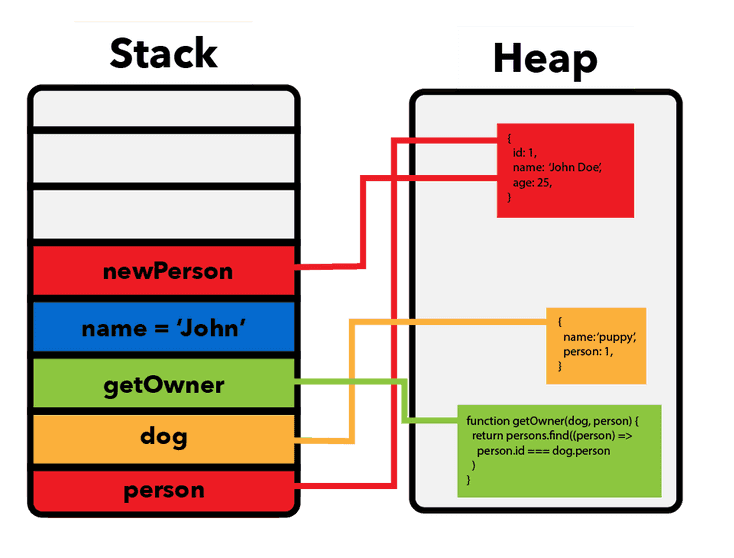 Stack
Heap
newPerson
name = ‘John’
getOwner
dog
person
{
id: 1,
name: ‘John Doe’,
age: 25,
}
{
name:‘puppy’,
person: 1,
}
function getOwner(dog, person) {
return persons.find((person) =>
person.id === dog.person
)
}